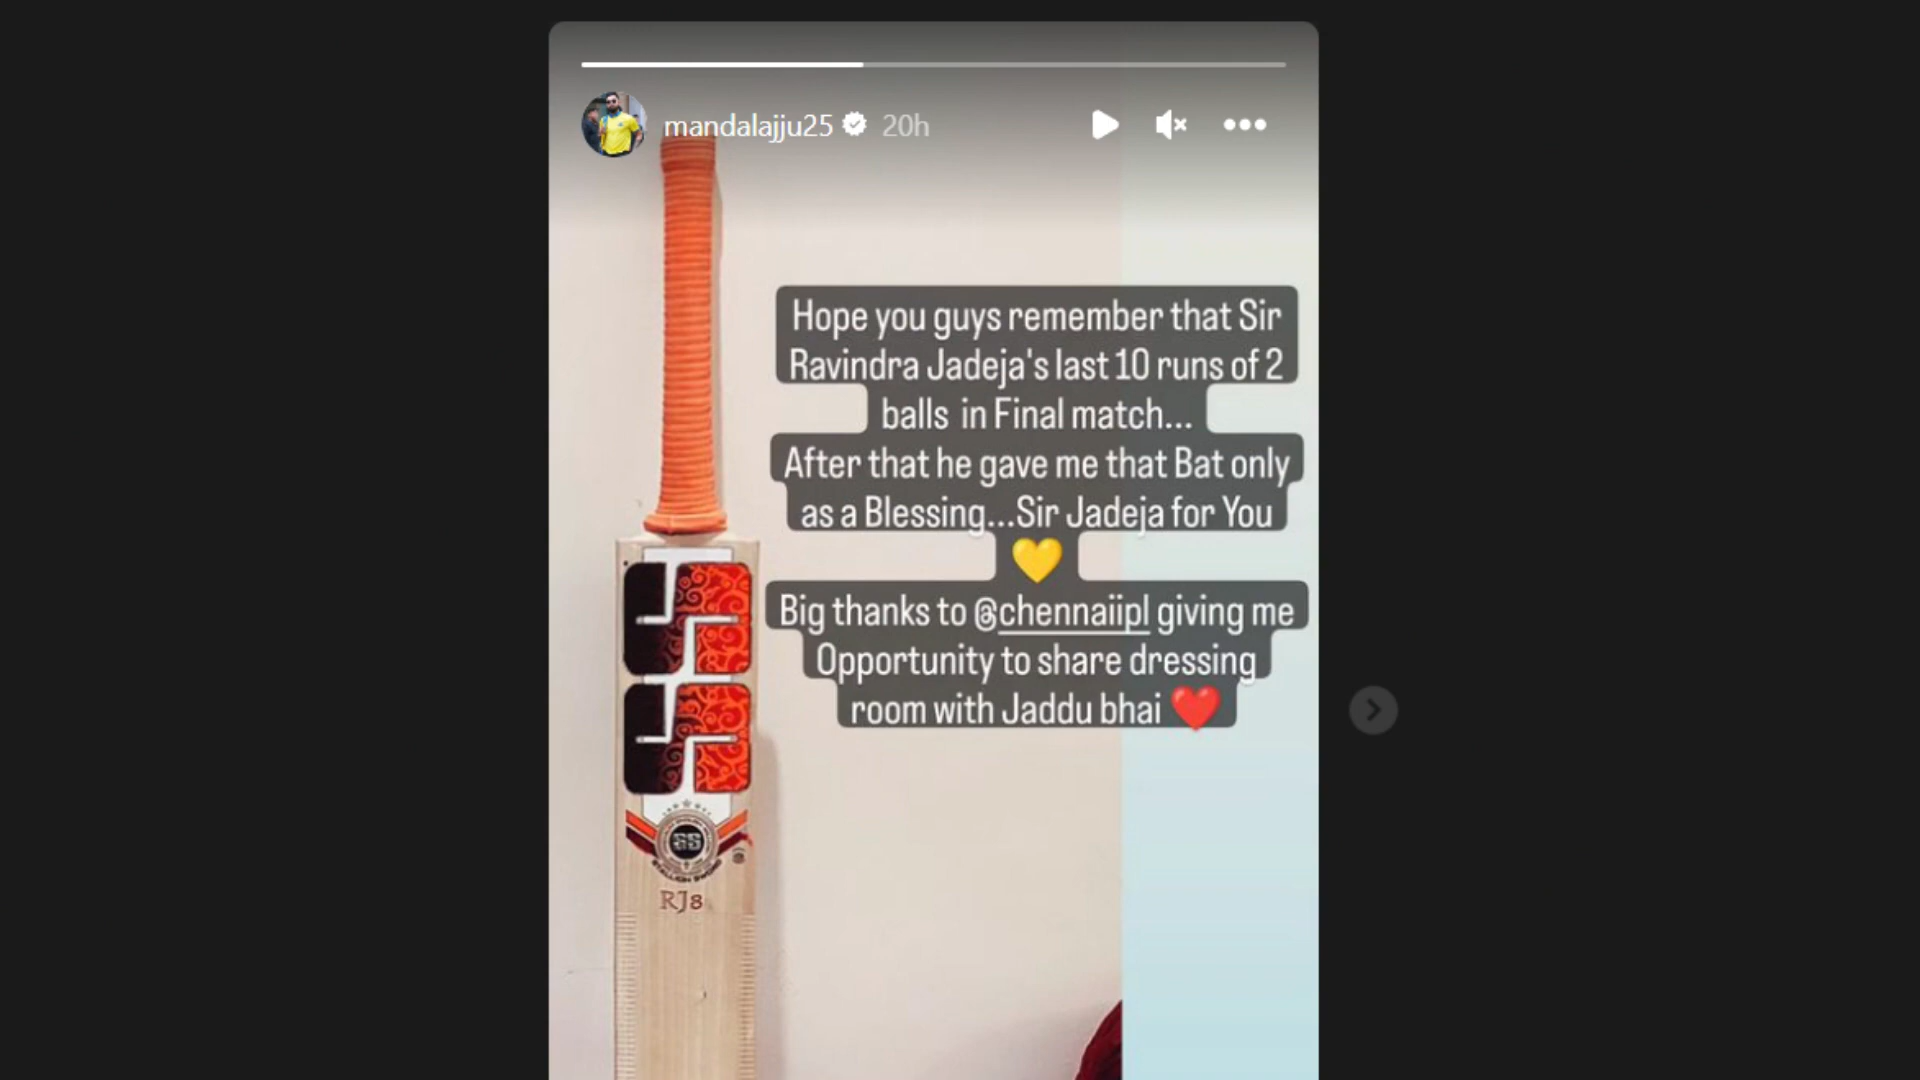 mandalajju25 20h
Hope you guys remember that Sir
Ravindra Jadeja's last 10 runs of 2
balls in Final match...
After that he gave me that Bat only
as a Blessing...Sir Jadeja for You
💛
Big thanks to @chennaiipl giving me
Opportunity to share dressing
room with Jaddu bhai ❤️
SS
SS
RJ8